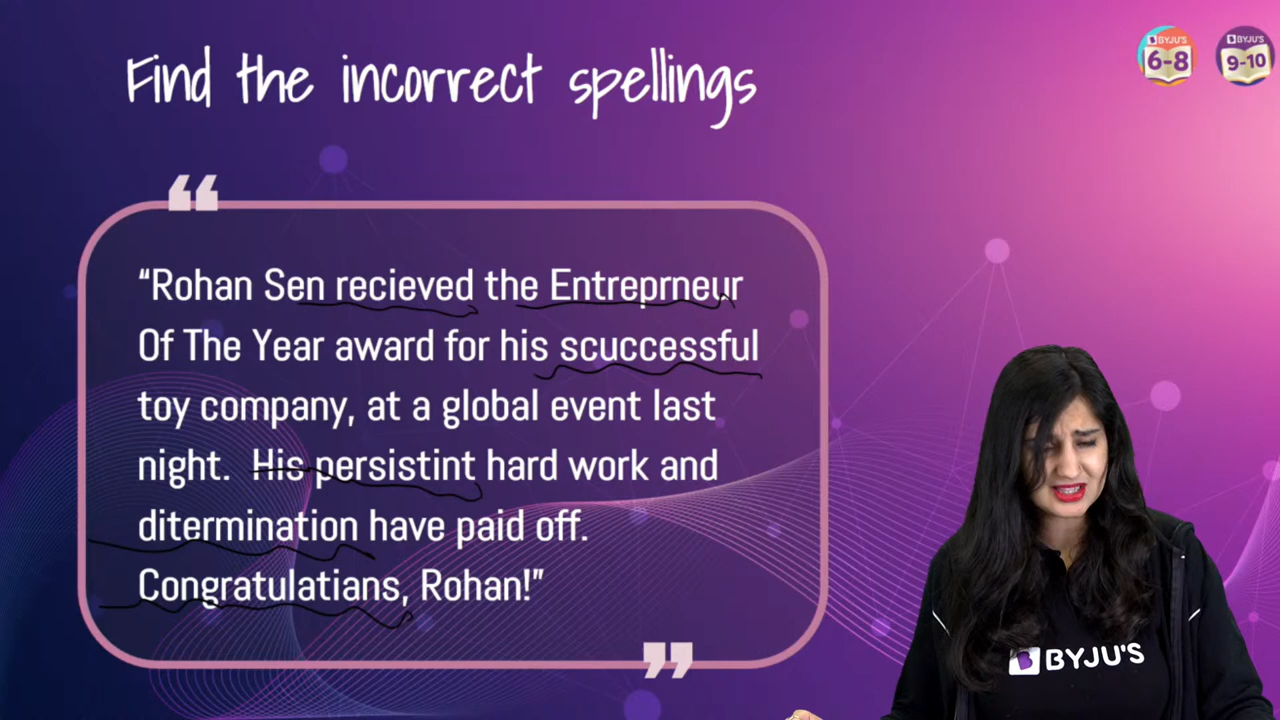 BYJU'S BYJU'S
6-8 9-10
Find the incorrect spellings
“
“Rohan Sen recieved the Entreprneur
Of The Year award for his scuccessful
toy company, at a global event last
night. His persistint hard work and
ditermination have paid off.
Congratulatians, Rohan!”
”
BYJU'S